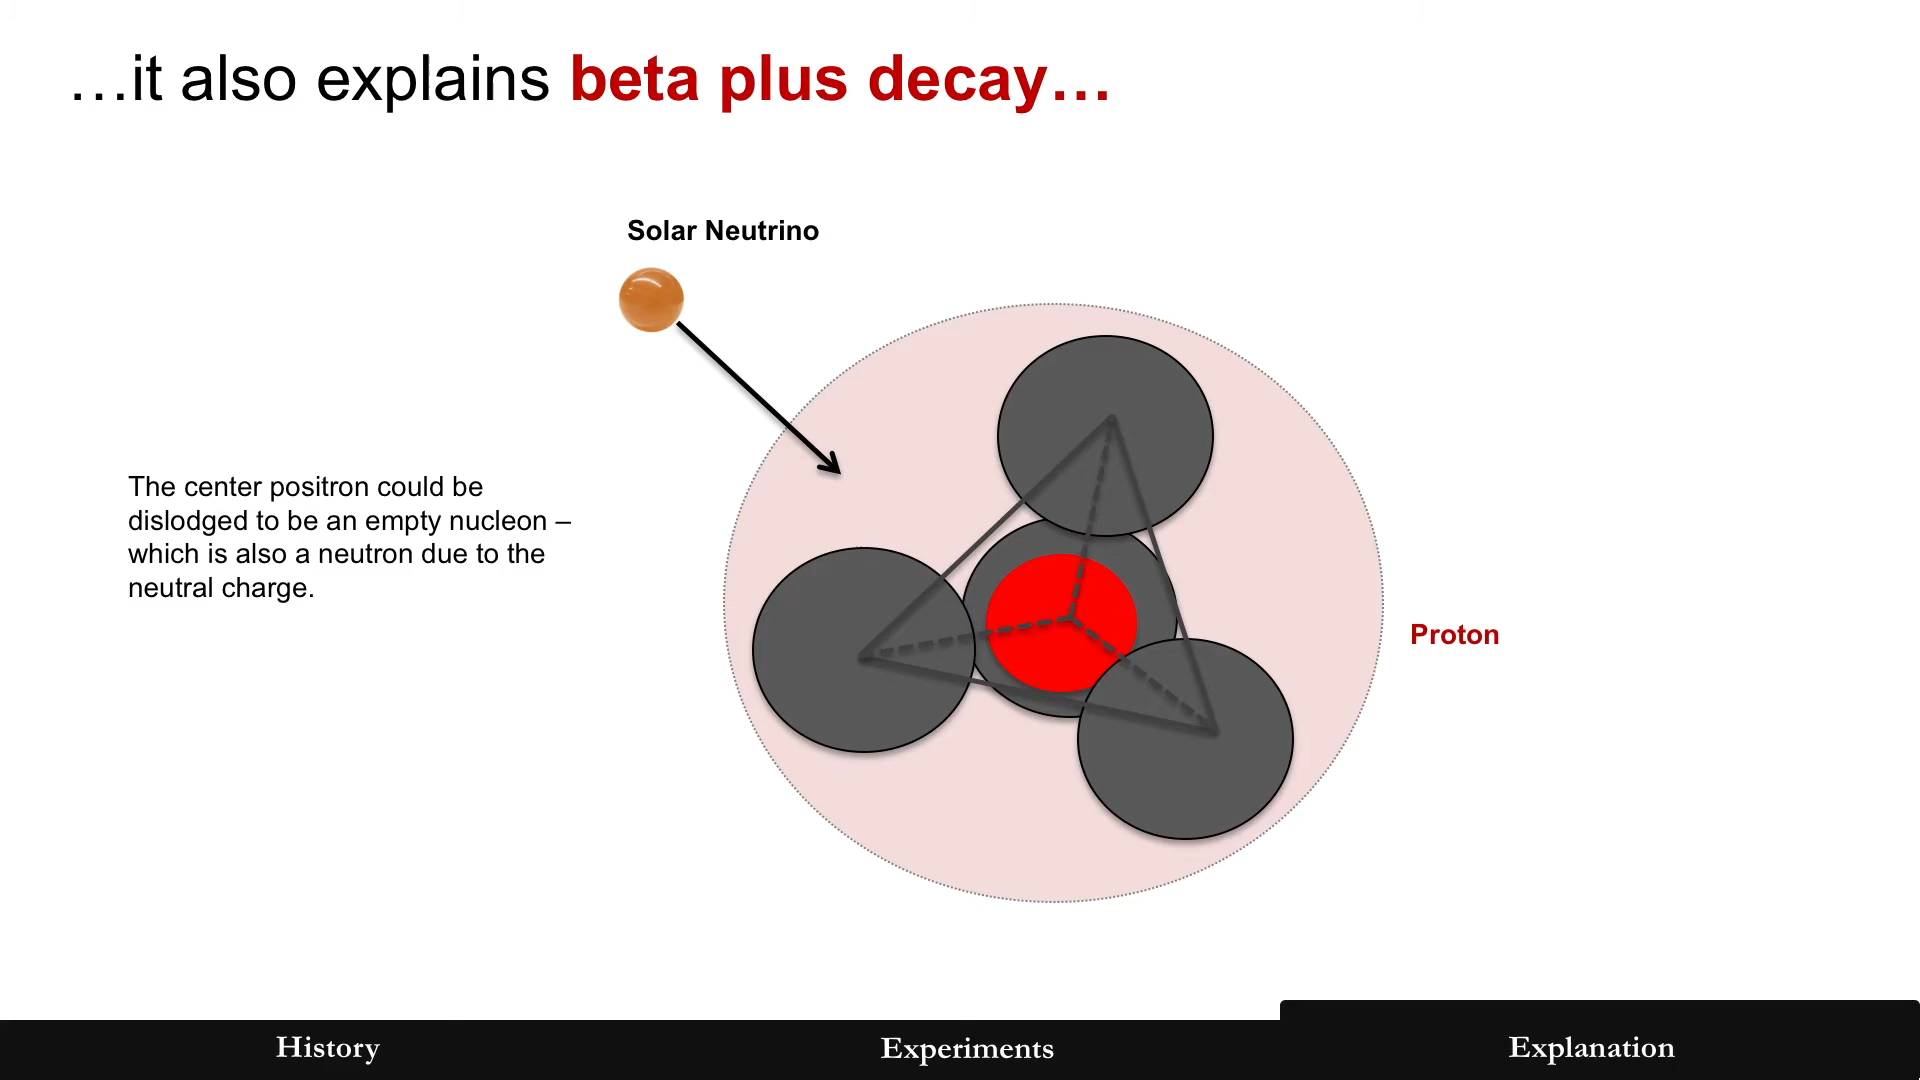 …it also explains beta plus decay…
Solar Neutrino
The center positron could be
dislodged to be an empty nucleon –
which is also a neutron due to the
neutral charge.
Proton
History
Experiments
Explanation